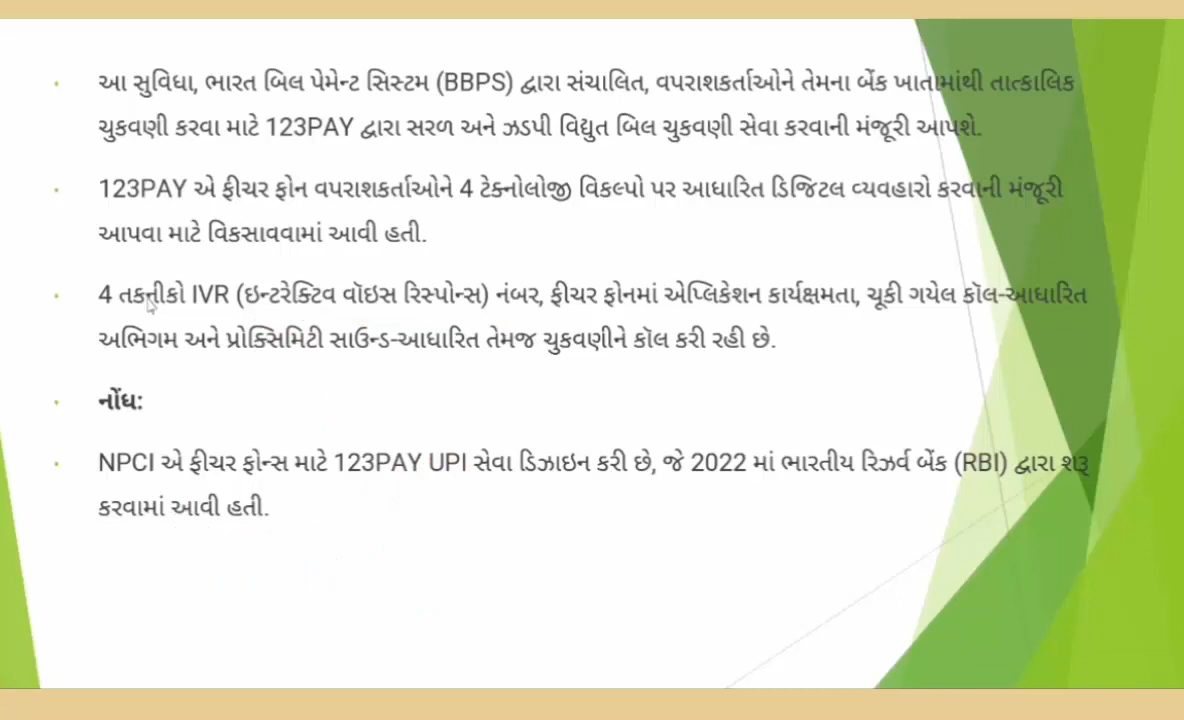 આ સુવિધા, ભારત બિલ પેમેન્ટ સિસ્ટમ (BBPS) દ્વારા સંચાલિત, વપરાશકર્તાઓને તેમના બેંક ખાતામાંથી તાત્કાલિક
ચુકવણી કરવા માટે 123PAY દ્વારા સરળ અને ઝડપી વિદ્યુત બિલ ચુકવણી સેવા કરવાની મંજૂરી આપશે.
123PAY એ ફીચર ફોન વપરાશકર્તાઓને 4 ટેક્નોલોજી વિકલ્પો પર આધારિત ડિજિટલ વ્યવહારો કરવાની મંજૂરી
આપવા માટે વિકસાવવામાં આવી હતી.
4 તકનીકો IVR (ઇન્ટરેક્ટિવ વૉઇસ રિસ્પોન્સ) નંબર, ફીચર ફોનમાં એપ્લિકેશન કાર્યક્ષમતા, ચૂકી ગયેલ કૉલ-આધારિત
અભિગમ અને પ્રોક્સિમિટી સાઉન્ડ-આધારિત તેમજ ચુકવણીને કૉલ કરી રહી છે.
નોંધ:
NPCI એ ફીચર ફોન્સ માટે 123PAY UPI સેવા ડિઝાઇન કરી છે, જે 2022 માં ભારતીય રિઝર્વ બેંક (RBI) દ્વારા શરૂ
કરવામાં આવી હતી.